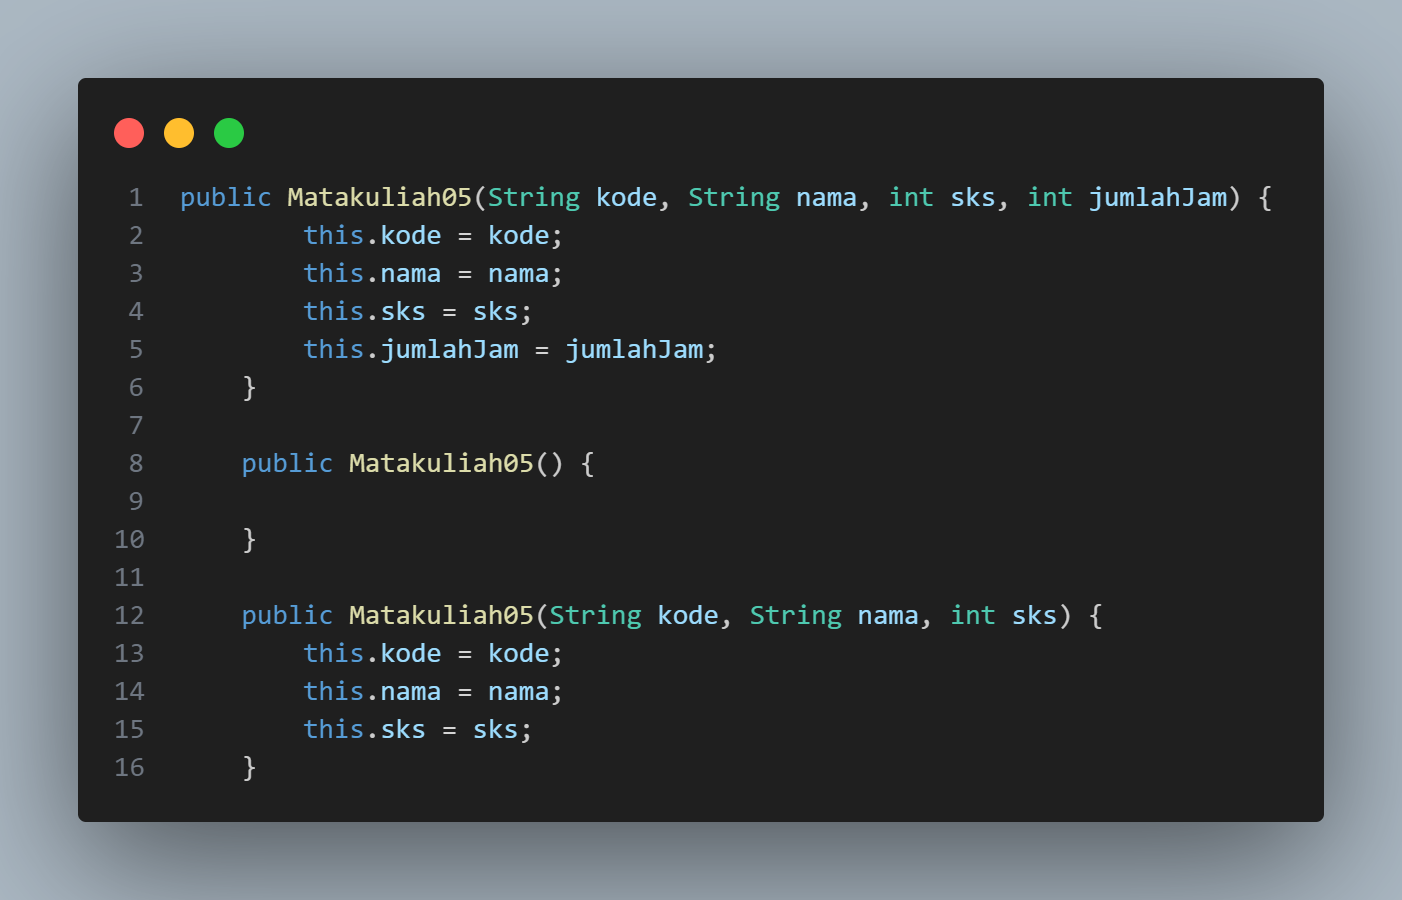 1 public Matakuliah05(String kode, String nama, int sks, int jumlahJam) {
2         this.kode = kode;
3         this.nama = nama;
4         this.sks = sks;
5         this.jumlahJam = jumlahJam;
6     }
7
8     public Matakuliah05() {
9
10     }
11
12     public Matakuliah05(String kode, String nama, int sks) {
13         this.kode = kode;
14         this.nama = nama;
15         this.sks = sks;
16     }